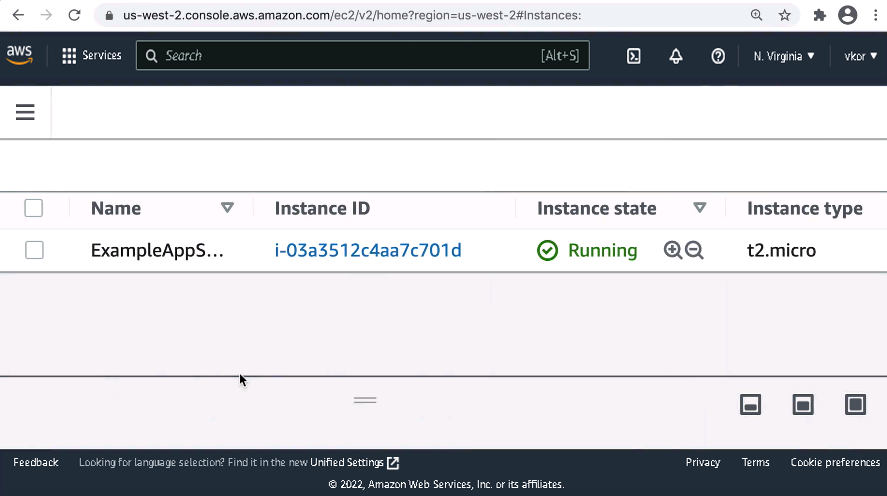 us-west-2.console.aws.amazon.com/ec2/v2/home?region=us-west-2#Instances:
aws Services Search [Alt+S] N. Virginia vkor
Name Instance ID Instance state Instance type
ExampleAppS... i-03a3512c4aa7c701d Running t2.micro
Feedback Looking for language selection? Find it in the new Unified Settings Privacy Terms Cookie preferences
© 2022, Amazon Web Services, Inc. or its affiliates.